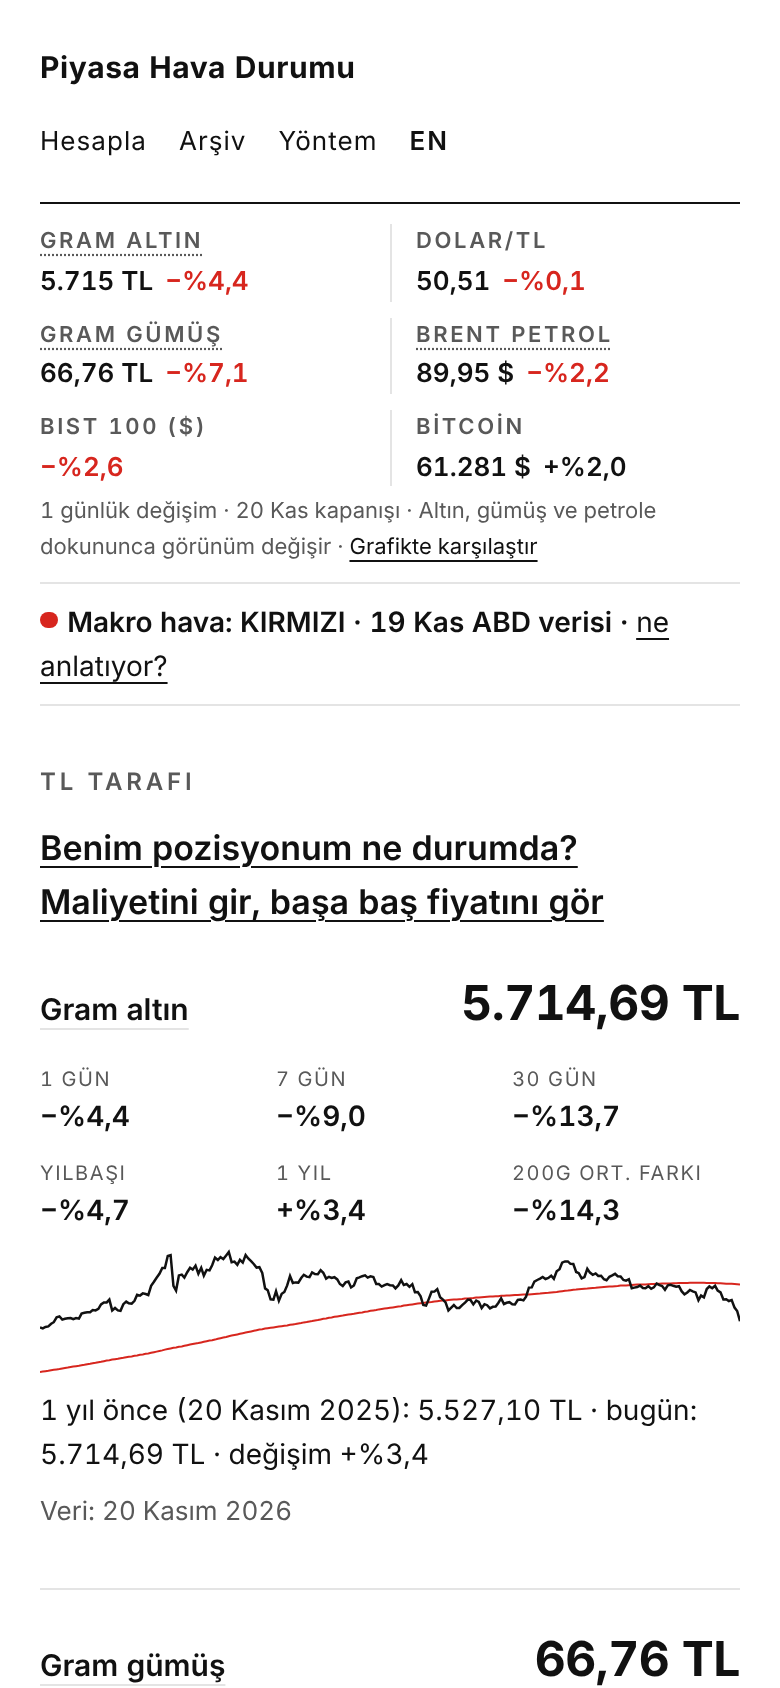 Piyasa Hava Durumu
Hesapla Arşiv Yöntem EN
GRAM ALTIN
5.715 TL −%4,4
DOLAR/TL
50,51 −%0,1
GRAM GÜMÜŞ
66,76 TL −%7,1
BRENT PETROL
89,95 $ −%2,2
BIST 100 ($)
−%2,6
BİTCOİN
61.281 $ +%2,0
1 günlük değişim · 20 Kas kapanışı · Altın, gümüş ve petrole
dokununca görünüm değişir · Grafikte karşılaştır
Makro hava: KIRMIZI · 19 Kas ABD verisi · ne
anlatıyor?
TL TARAFI
Benim pozisyonum ne durumda?
Maliyetini gir, başa baş fiyatını gör
Gram altın 5.714,69 TL
1 GÜN 7 GÜN 30 GÜN
−%4,4 −%9,0 −%13,7
YILBAŞI 1 YIL 200G ORT. FARKI
−%4,7 +%3,4 −%14,3
1 yıl önce (20 Kasım 2025): 5.527,10 TL · bugün:
5.714,69 TL · değişim +%3,4
Veri: 20 Kasım 2026
Gram gümüş 66,76 TL